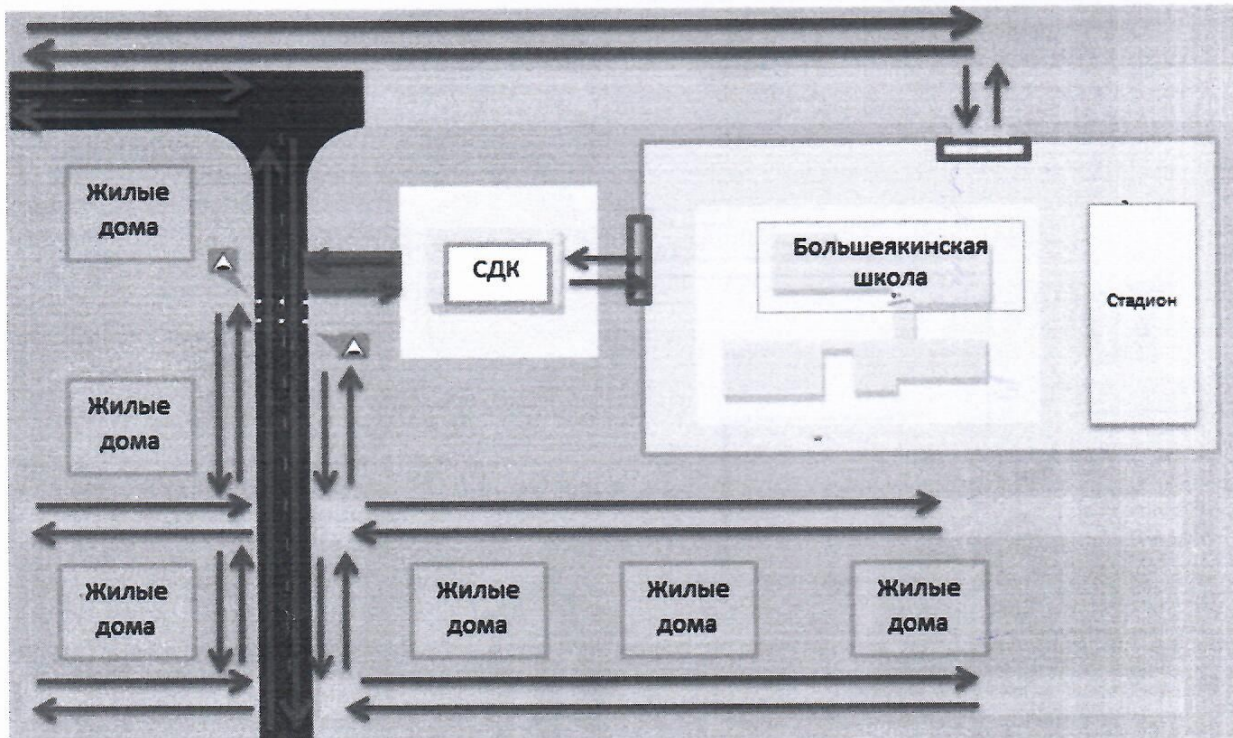 Жилые
дома
СДК
Большеякинская
школа
Стадион
Жилые
дома
Жилые
дома
Жилые
дома
Жилые
дома
Жилые
дома